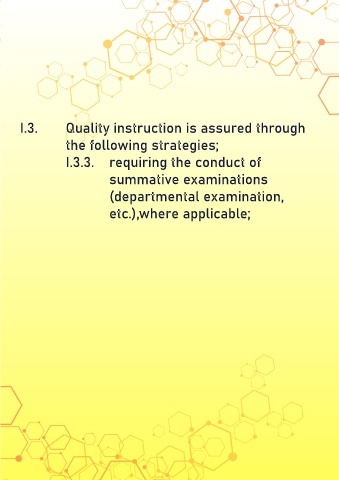 I.3. Quality instruction is assured through
the following strategies;
I.3.3. requiring the conduct of
summative examinations
(departmental examination,
etc.),where applicable;